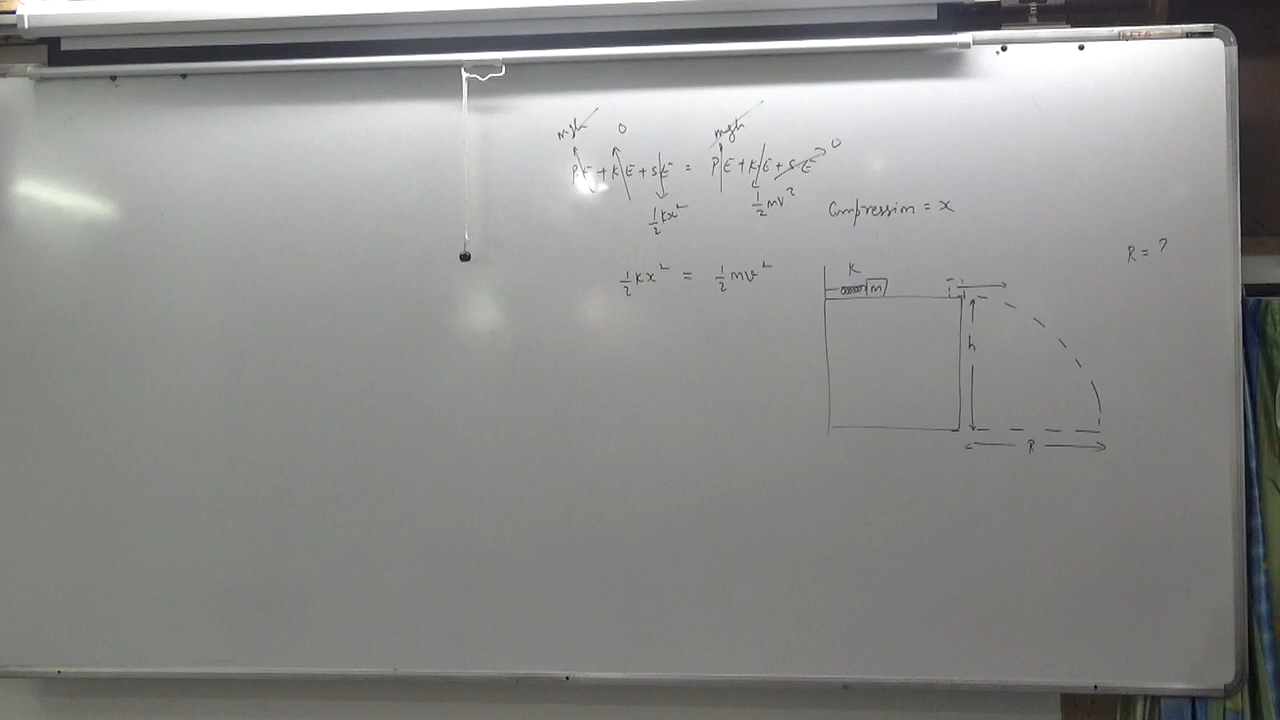 mgh 0 mgh
PE + KE + SE = PE + KE + SE 0
½kx² ½mv²
Compression = x
R = ?
½kx² = ½mv²
K
m
h
R